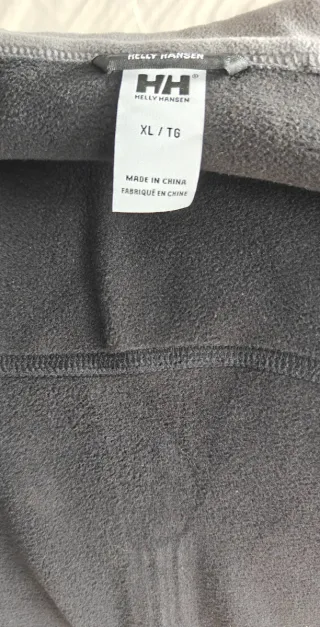 HELLY HANSEN
HH®
HELLY HANSEN
XL / TG
MADE IN CHINA
FABRIQUÉ EN CHINE